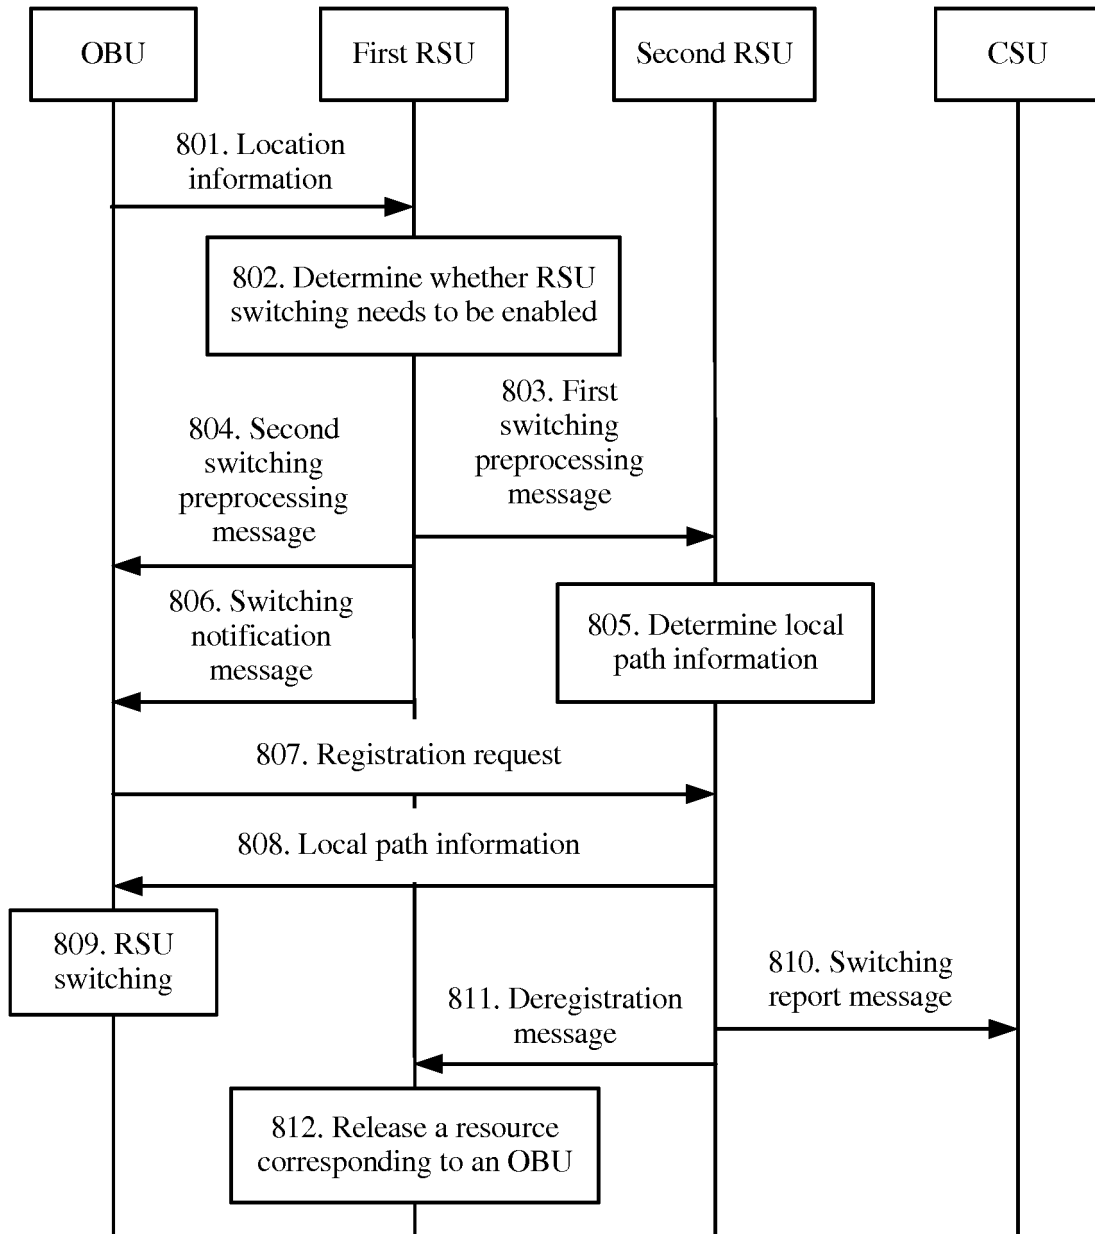 OBU
First RSU
Second RSU
CSU
801. Location
information
802. Determine whether RSU
switching needs to be enabled
803. First
switching
preprocessing
message
804. Second
switching
preprocessing
message
805. Determine local
path information
806. Switching
notification
message
807. Registration request
808. Local path information
809. RSU
switching
810. Switching
report message
811. Deregistration
message
812. Release a resource
corresponding to an OBU